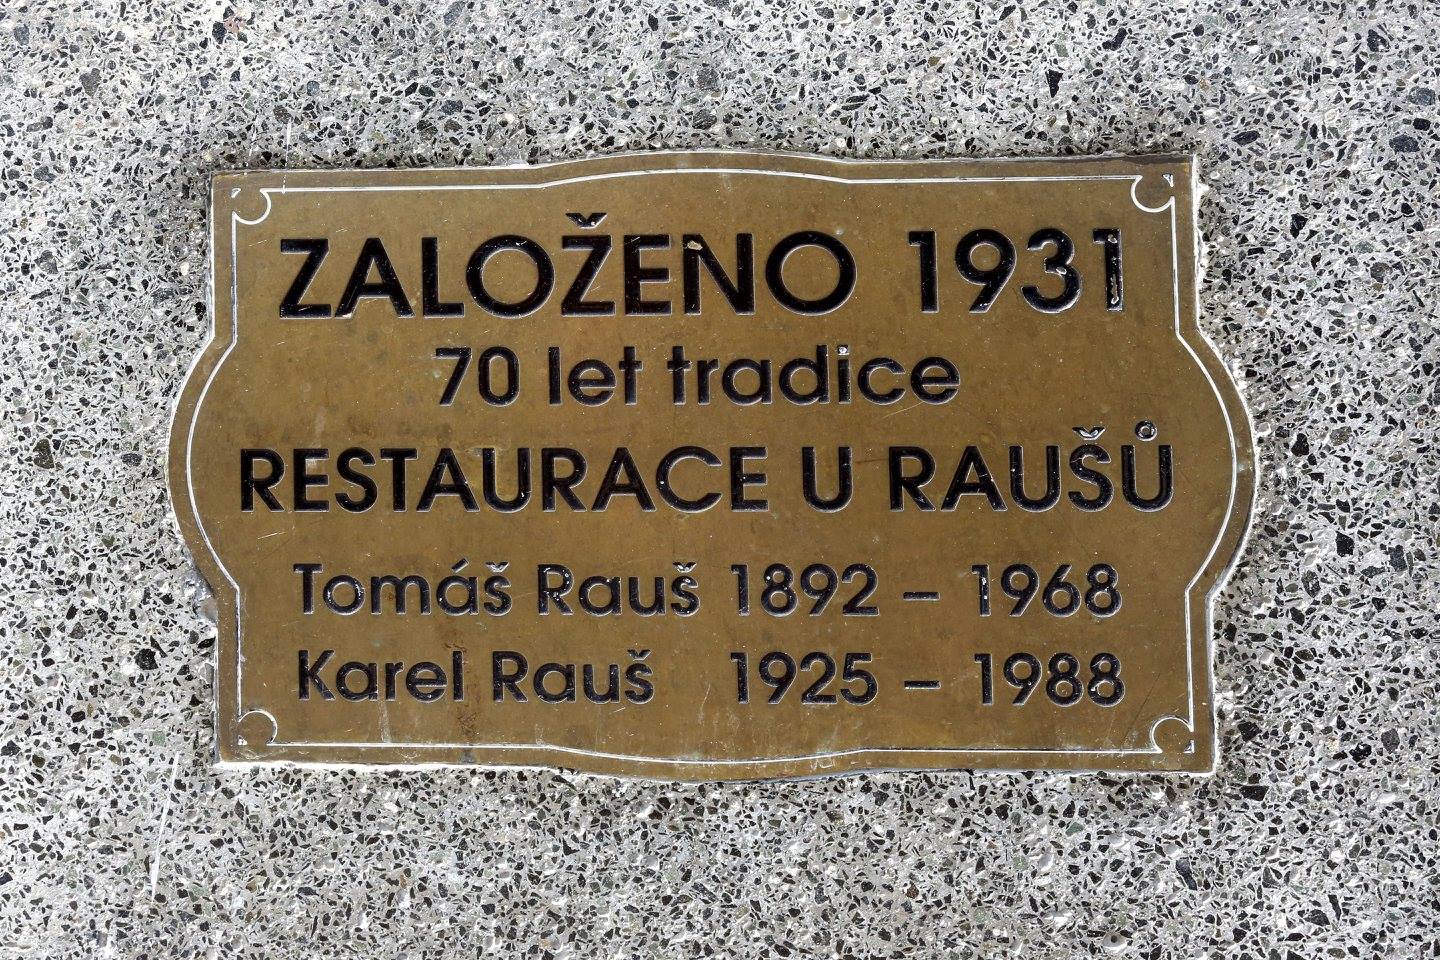 ZALOŽENO 1931
70 let tradice
RESTAURACE U RAUŠŮ
Tomáš Rauš 1892 – 1968
Karel Rauš 1925 – 1988